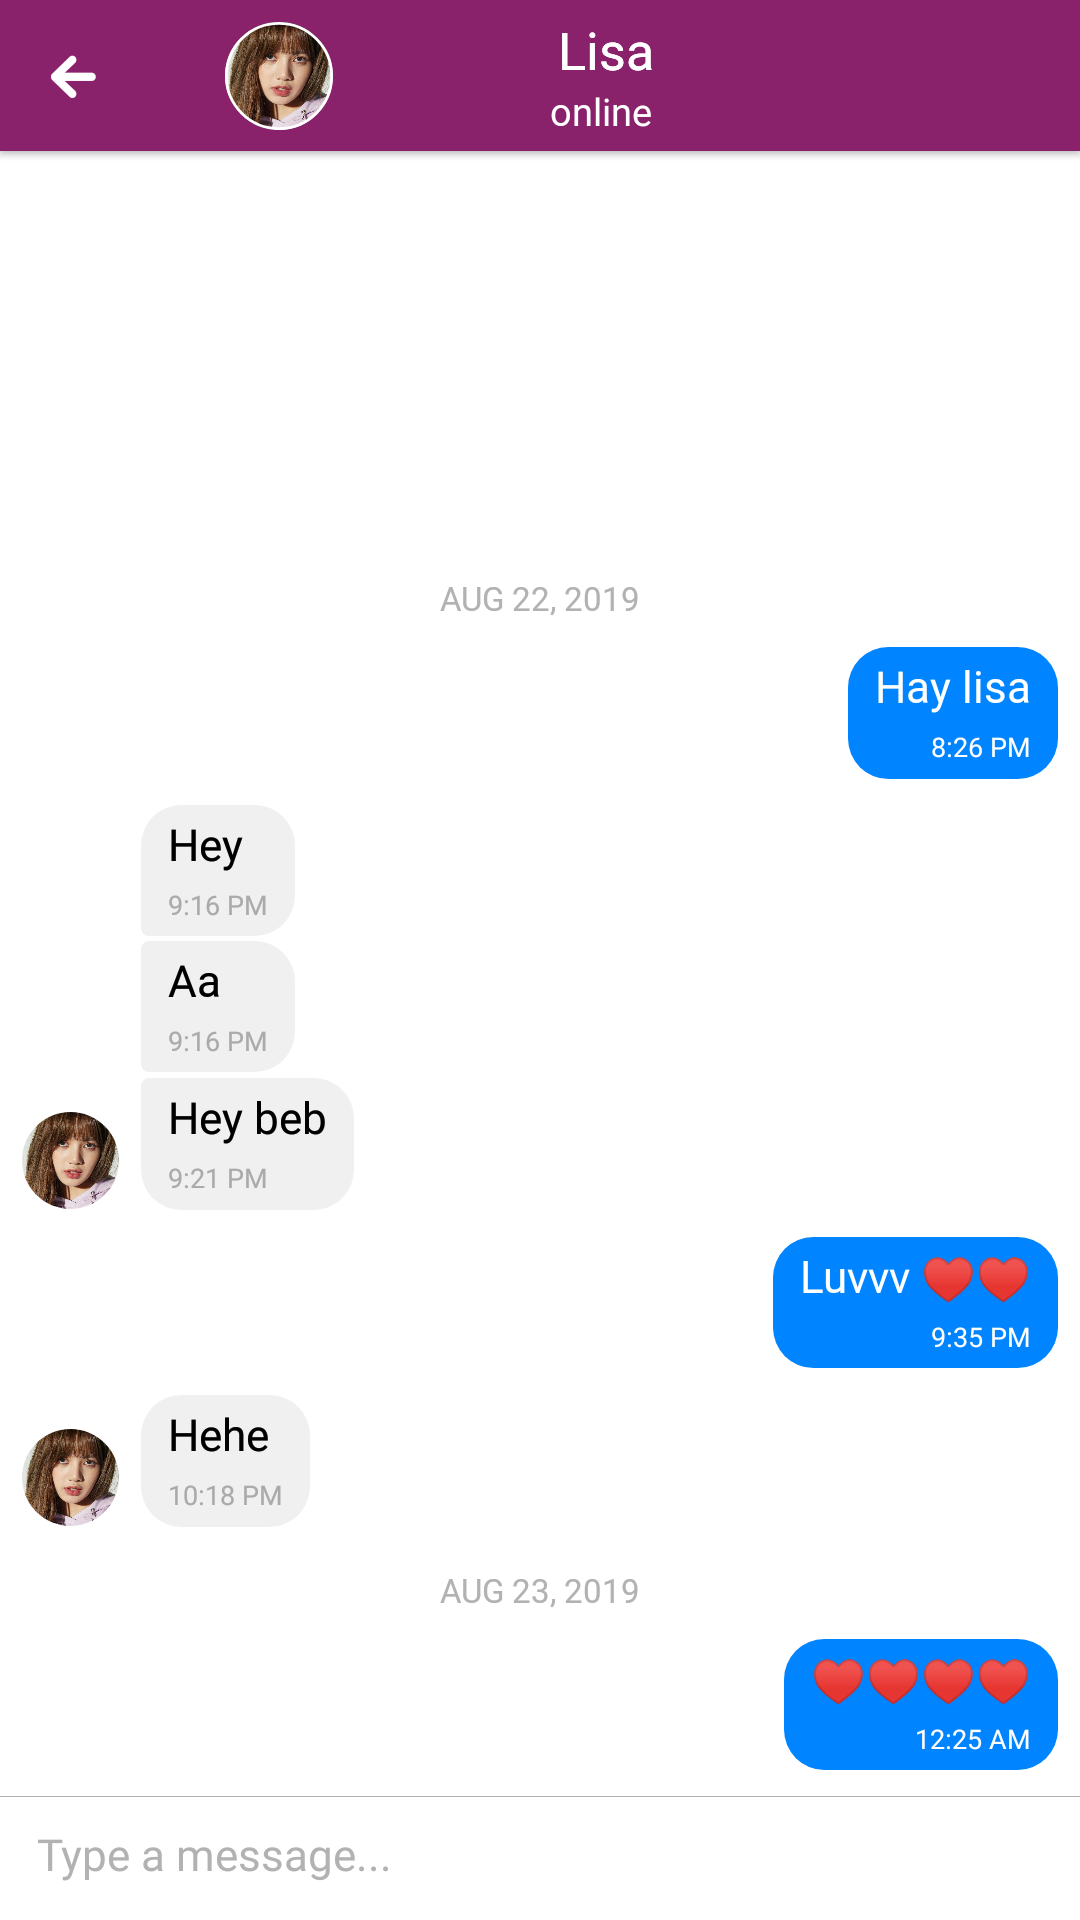 Lisa
online
AUG 22, 2019
Hay lisa
8:26 PM
Hey
9:16 PM
Aa
9:16 PM
Hey beb
9:21 PM
Luvvv ❤️❤️
9:35 PM
Hehe
10:18 PM
AUG 23, 2019
❤️❤️❤️❤️
12:25 AM
Type a message...